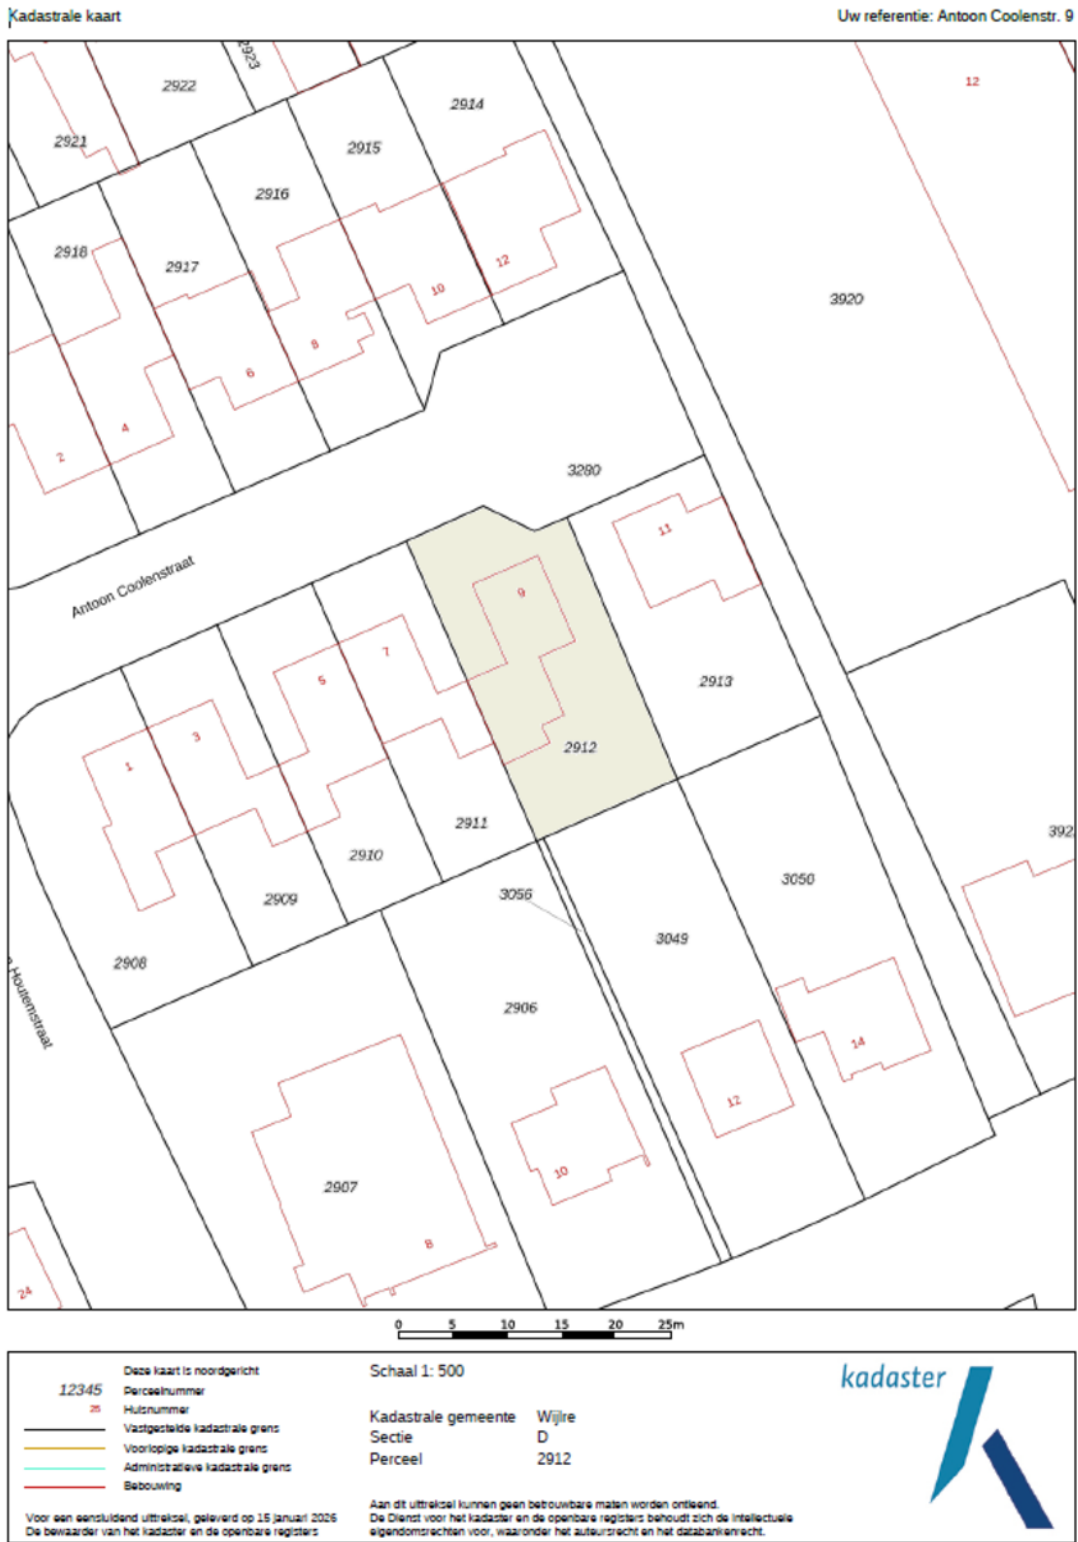 Kadastrale kaart
Uw referentie: Antoon Coolenstr. 9
2923
2922
12
2914
2921
2915
2916
2918
2917
12
10
3920
8
6
4
2
3280
11
Antoon Coolenstraat
9
7
5
2913
3
1
2912
2911
2910
392
3056
3050
2909
3049
2908
Houtemstraat
2906
14
12
10
2907
8
24
0 5 10 15 20 25m
Deze kaart is noordgericht
12345 Perceelnummer
25 Huisnummer
Vastgestelde kadastrale grens
Voorlopige kadastrale grens
Administratieve kadastrale grens
Bebouwing
Voor een eensluidend uittreksel, geleverd op 15 januari 2026
De bewaarder van het kadaster en de openbare registers
Schaal 1: 500
Kadastrale gemeente Wijlre
Sectie D
Perceel 2912
Aan dit uittreksel kunnen geen betrouwbare maten worden ontleend.
De Dienst voor het kadaster en de openbare registers behoudt zich de intellectuele
eigendomsrechten voor, waaronder het auteursrecht en het databankenrecht.
kadaster